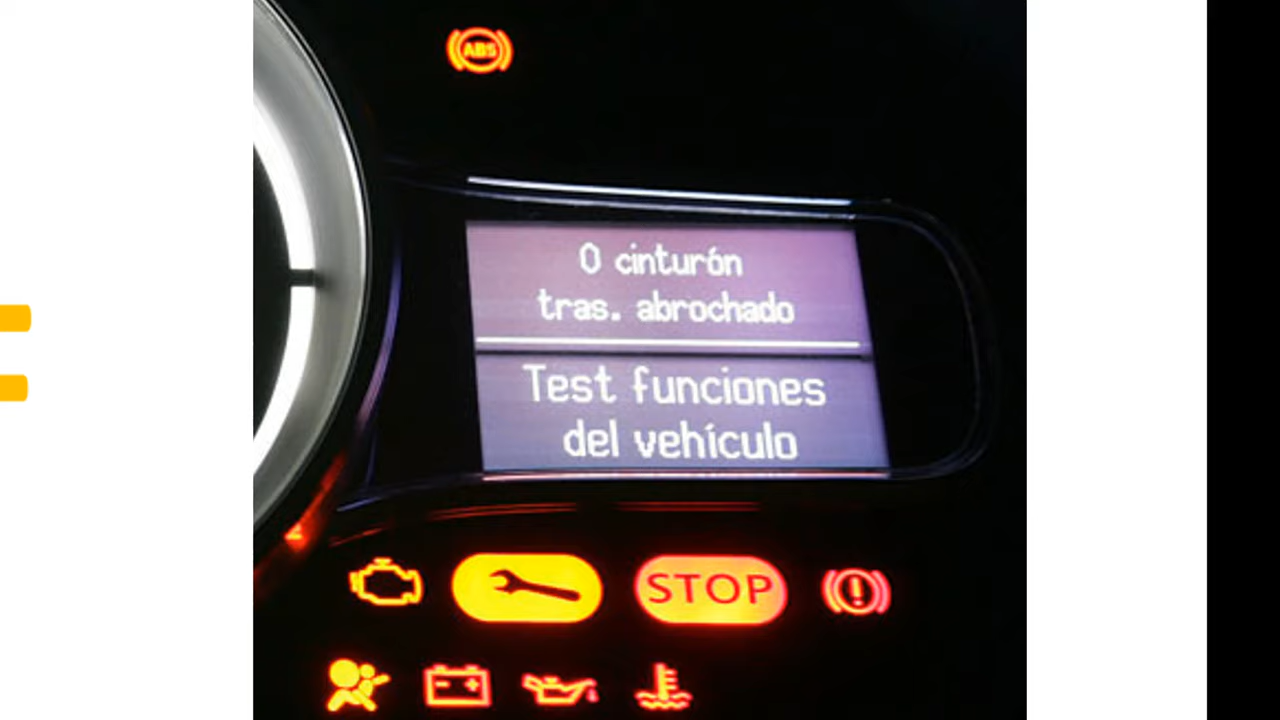 ABS
0 cinturón
tras. abrochado
Test funciones
del vehículo
STOP